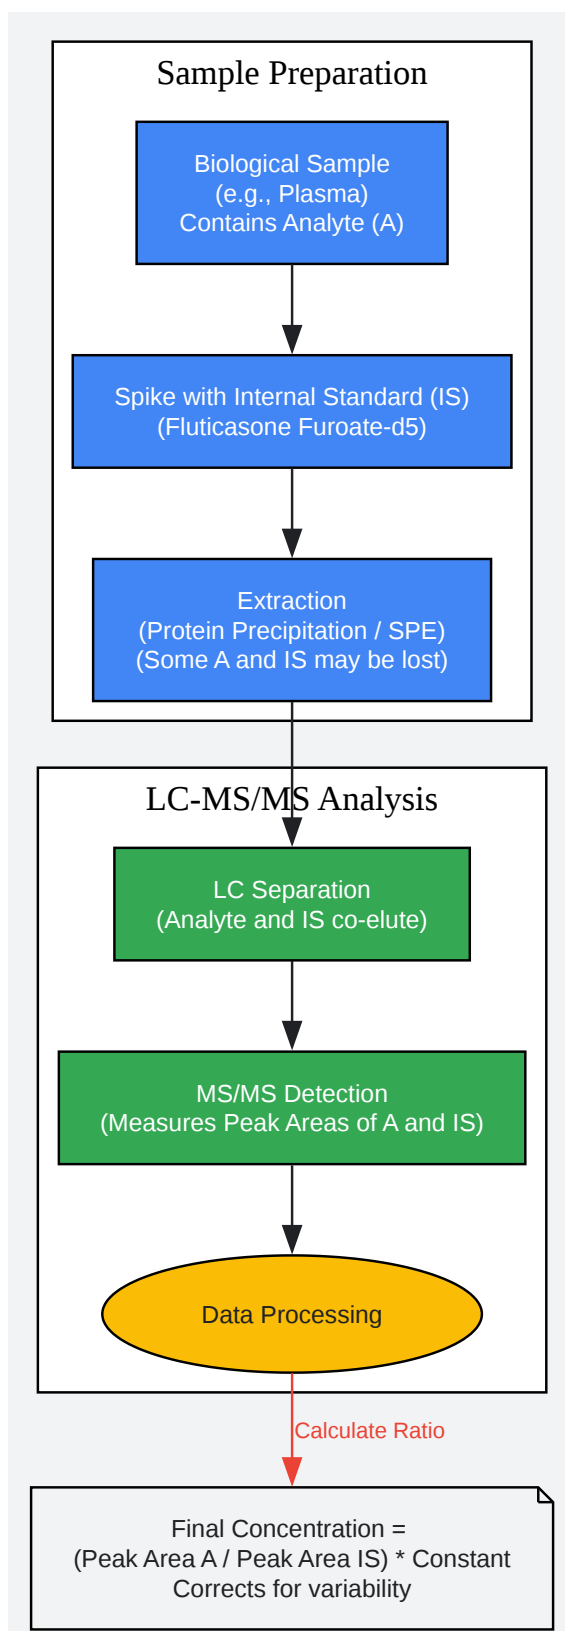 Sample Preparation
Biological Sample
(e.g., Plasma)
Contains Analyte (A)
Spike with Internal Standard (IS)
(Fluticasone Furoate-d5)
Extraction
(Protein Precipitation / SPE)
(Some A and IS may be lost)
LC-MS/MS Analysis
LC Separation
(Analyte and IS co-elute)
MS/MS Detection
(Measures Peak Areas of A and IS)
Data Processing
Calculate Ratio
Final Concentration =
(Peak Area A / Peak Area IS) * Constant
Corrects for variability